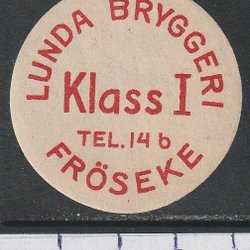 LUNDA BRYGGERI
Klass I
TEL. 14 b
FRÖSEKE